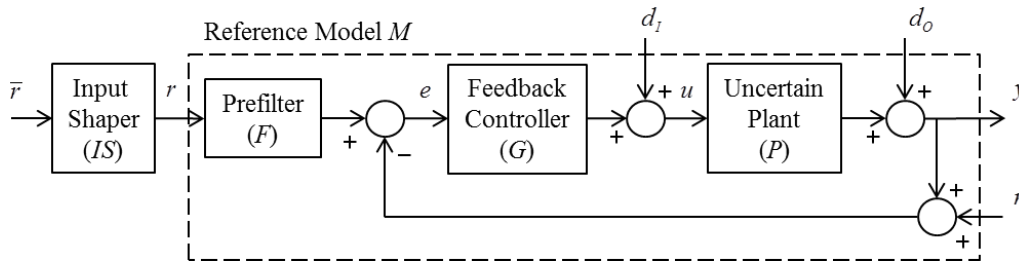 Reference Model M
d_I
d_O
r̅
Input
Shaper
(IS)
r
Prefilter
(F)
+
−
e
Feedback
Controller
(G)
+
+
u
Uncertain
Plant
(P)
+
+
y
+
+
n